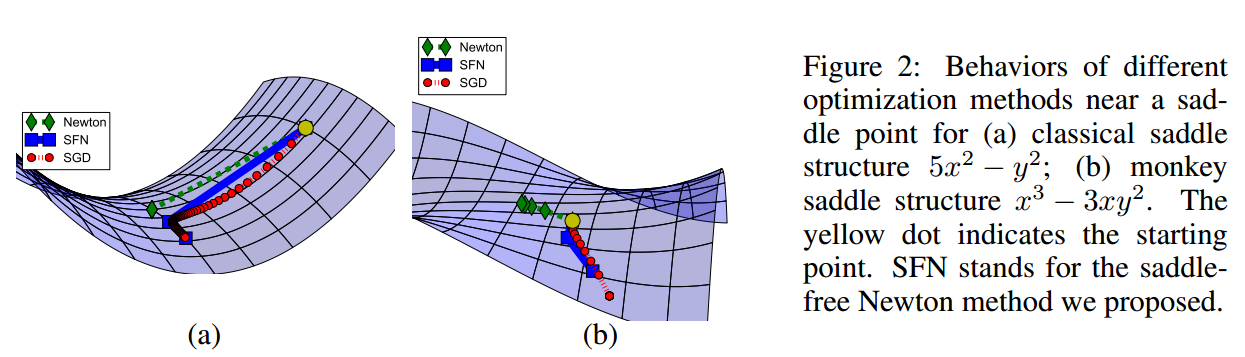 Newton
SFN
SGD
(a)
Newton
SFN
SGD
(b)
Figure 2: Behaviors of different
optimization methods near a sad-
dle point for (a) classical saddle
structure 5x² − y²; (b) monkey
saddle structure x³ − 3xy². The
yellow dot indicates the starting
point. SFN stands for the saddle-
free Newton method we proposed.